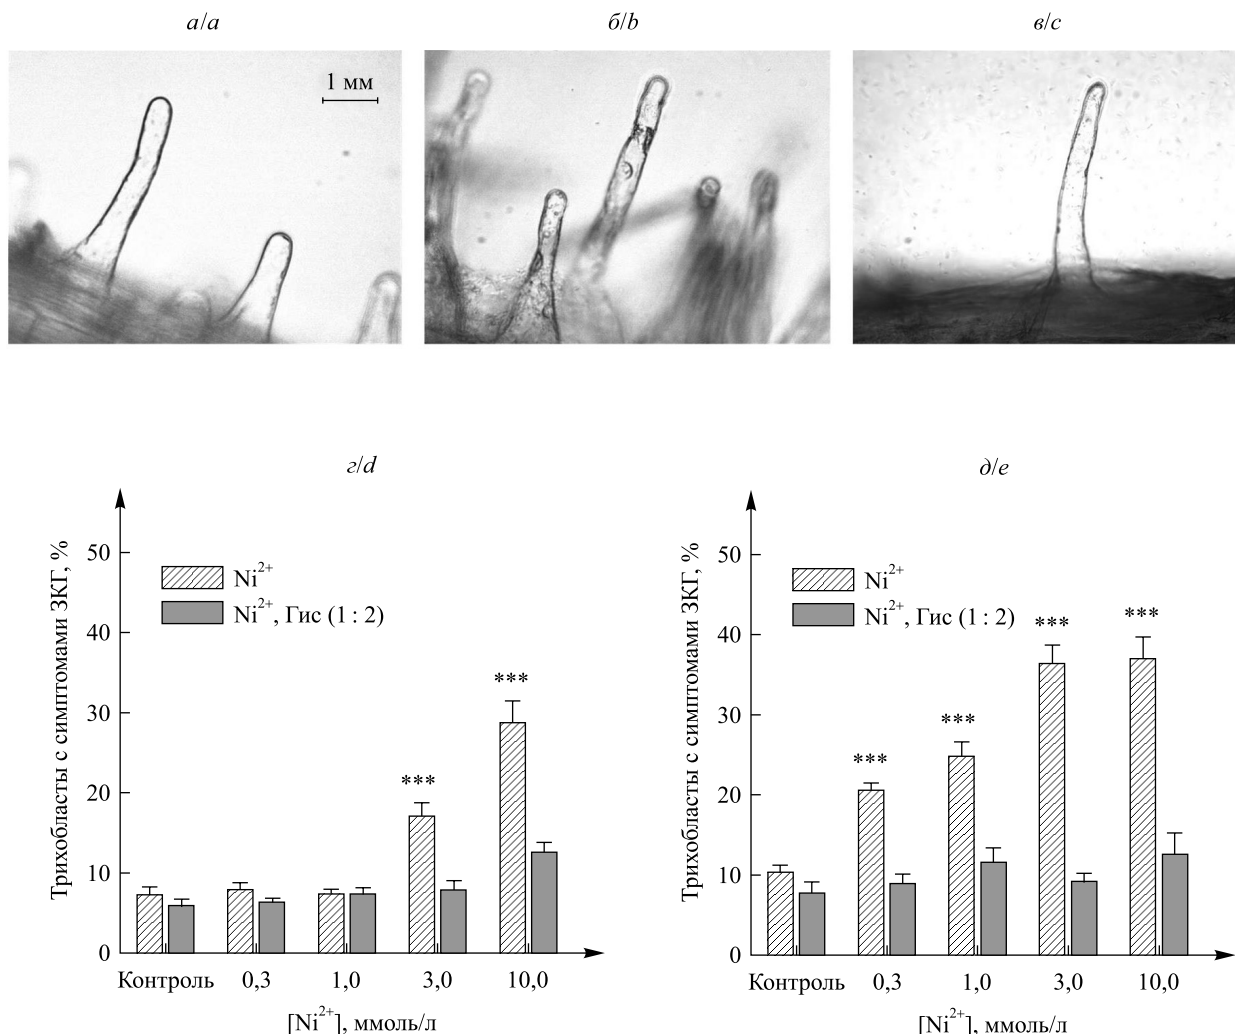 а/a
б/b
в/c
1 мм
г/d
Трихобласты с симптомами ЗКГ, %
50
40
30
20
10
0
Ni²⁺
Ni²⁺, Гис (1 : 2)
***
***
Контроль
0,3
1,0
3,0
10,0
[Ni²⁺], ммоль/л
д/e
Трихобласты с симптомами ЗКГ, %
50
40
30
20
10
0
Ni²⁺
Ni²⁺, Гис (1 : 2)
***
***
***
***
Контроль
0,3
1,0
3,0
10,0
[Ni²⁺], ммоль/л